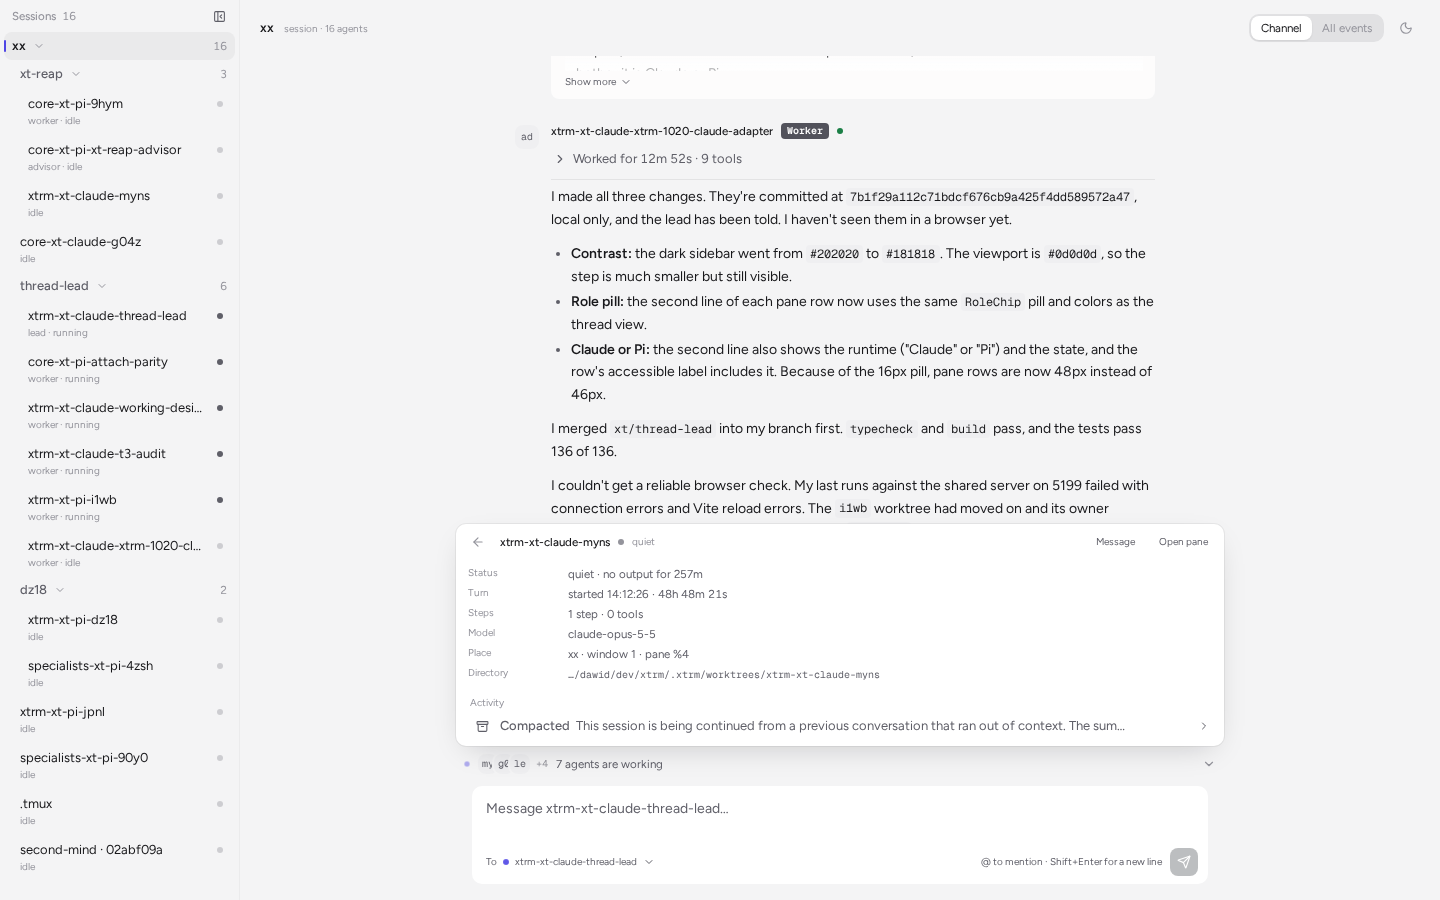 Sessions 16
xx 16
xt-reap 3
core-xt-pi-9hym
worker · idle
core-xt-pi-xt-reap-advisor
advisor · idle
xtrm-xt-claude-myns
idle
core-xt-claude-g04z
idle
thread-lead 6
xtrm-xt-claude-thread-lead
lead · running
core-xt-pi-attach-parity
worker · running
xtrm-xt-claude-working-desi...
worker · running
xtrm-xt-claude-t3-audit
worker · running
xtrm-xt-pi-i1wb
worker · running
xtrm-xt-claude-xtrm-1020-cl...
worker · idle
dz18 2
xtrm-xt-pi-dz18
idle
specialists-xt-pi-4zsh
idle
xtrm-xt-pi-jpnl
idle
specialists-xt-pi-90y0
idle
.tmux
idle
second-mind · 02abf09a
idle
xx session · 16 agents
Channel All events
Show more
ad xtrm-xt-claude-xtrm-1020-claude-adapter Worker
Worked for 12m 52s · 9 tools
I made all three changes. They're committed at 7b1f29a112c71bdcf676cb9a425f4dd589572a47,
local only, and the lead has been told. I haven't seen them in a browser yet.
• Contrast: the dark sidebar went from #202020 to #181818. The viewport is #0d0d0d, so the
step is much smaller but still visible.
• Role pill: the second line of each pane row now uses the same RoleChip pill and colors as the
thread view.
• Claude or Pi: the second line also shows the runtime ("Claude" or "Pi") and the state, and the
row's accessible label includes it. Because of the 16px pill, pane rows are now 48px instead of
46px.
I merged xt/thread-lead into my branch first. typecheck and build pass, and the tests pass
136 of 136.
I couldn't get a reliable browser check. My last runs against the shared server on 5199 failed with
connection errors and Vite reload errors. The i1wb worktree had moved on and its owner
xtrm-xt-claude-myns quiet Message Open pane
Status quiet · no output for 257m
Turn started 14:12:26 · 48h 48m 21s
Steps 1 step · 0 tools
Model claude-opus-5-5
Place xx · window 1 · pane %4
Directory …/dawid/dev/xtrm/.xtrm/worktrees/xtrm-xt-claude-myns
Activity
Compacted This session is being continued from a previous conversation that ran out of context. The sum...
my g0 le +4 7 agents are working
Message xtrm-xt-claude-thread-lead...
To xtrm-xt-claude-thread-lead @ to mention · Shift+Enter for a new line